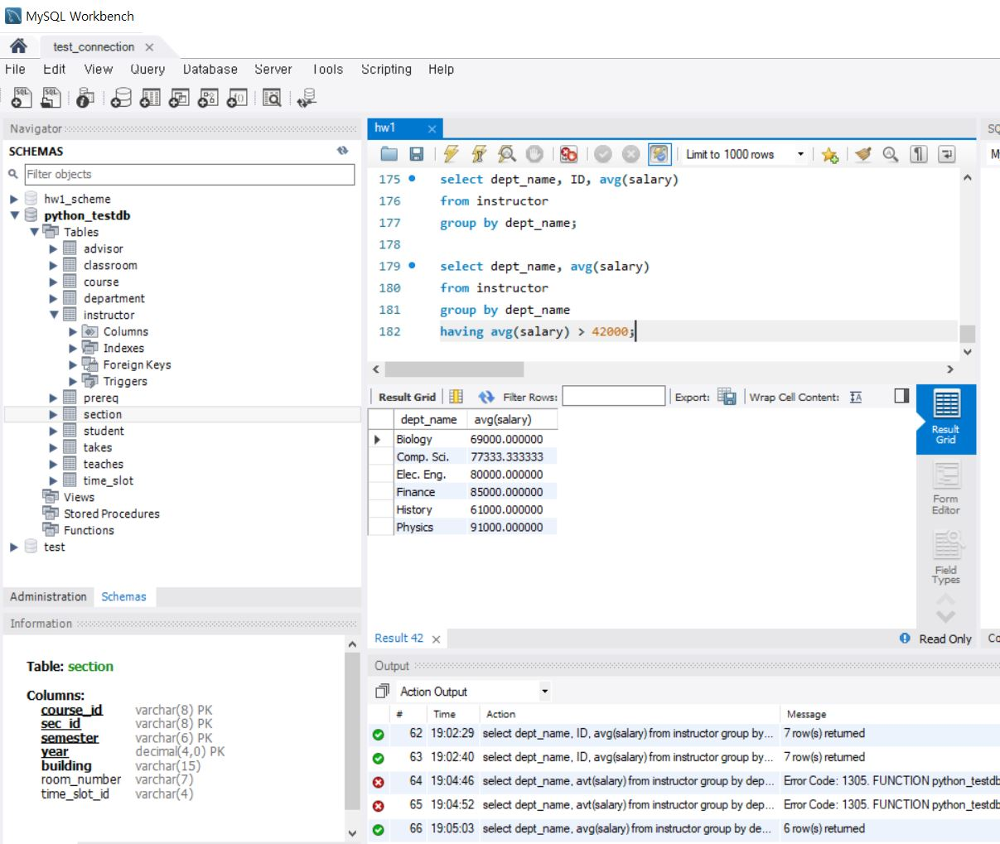 MySQL Workbench
test_connection
File Edit View Query Database Server Tools Scripting Help
Navigator
SCHEMAS
Filter objects
hw1_scheme
python_testdb
Tables
advisor
classroom
course
department
instructor
Columns
Indexes
Foreign Keys
Triggers
prereq
section
student
takes
teaches
time_slot
Views
Stored Procedures
Functions
test
Administration Schemas
Information
Table: section
Columns:
course_id varchar(8) PK
sec_id varchar(8) PK
semester varchar(6) PK
year decimal(4,0) PK
building varchar(15)
room_number varchar(7)
time_slot_id varchar(4)
hw1
Limit to 1000 rows
175 select dept_name, ID, avg(salary)
176 from instructor
177 group by dept_name;
178
179 select dept_name, avg(salary)
180 from instructor
181 group by dept_name
182 having avg(salary) > 42000;
Result Grid Filter Rows: Export: Wrap Cell Content:
dept_name avg(salary)
Biology 69000.000000
Comp. Sci. 77333.333333
Elec. Eng. 80000.000000
Finance 85000.000000
History 61000.000000
Physics 91000.000000
Result Grid
Form Editor
Field Types
Result 42 Read Only
Output
Action Output
# Time Action Message
62 19:02:29 select dept_name, ID, avg(salary) from instructor group by... 7 row(s) returned
63 19:02:40 select dept_name, ID, avg(salary) from instructor group by... 7 row(s) returned
64 19:04:46 select dept_name, avt(salary) from instructor group by dep... Error Code: 1305. FUNCTION python_testdb
65 19:04:52 select dept_name, avt(salary) from instructor group by dep... Error Code: 1305. FUNCTION python_testdb
66 19:05:03 select dept_name, avg(salary) from instructor group by de... 6 row(s) returned